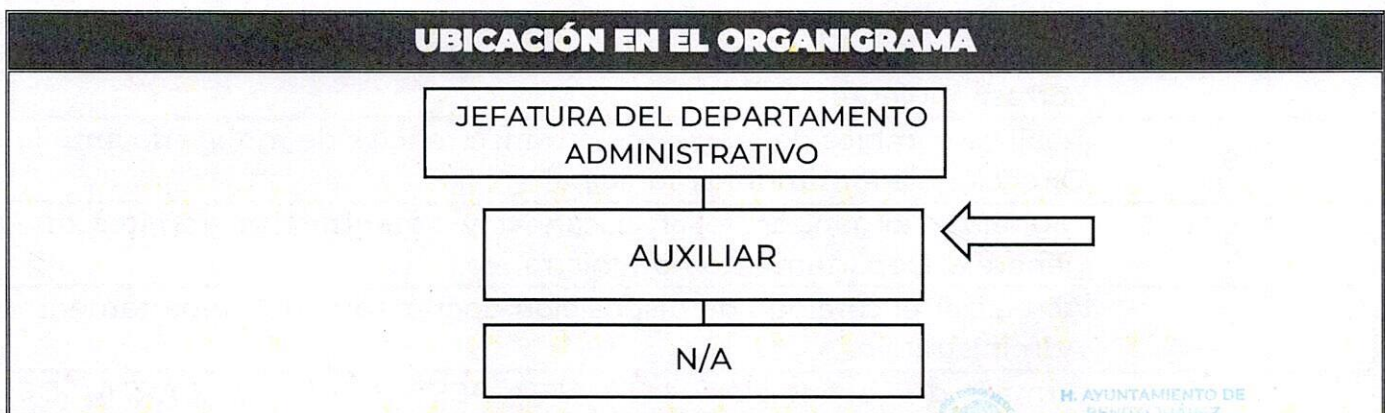 UBICACIÓN EN EL ORGANIGRAMA
JEFATURA DEL DEPARTAMENTO
ADMINISTRATIVO
AUXILIAR
N/A
H. AYUNTAMIENTO DE